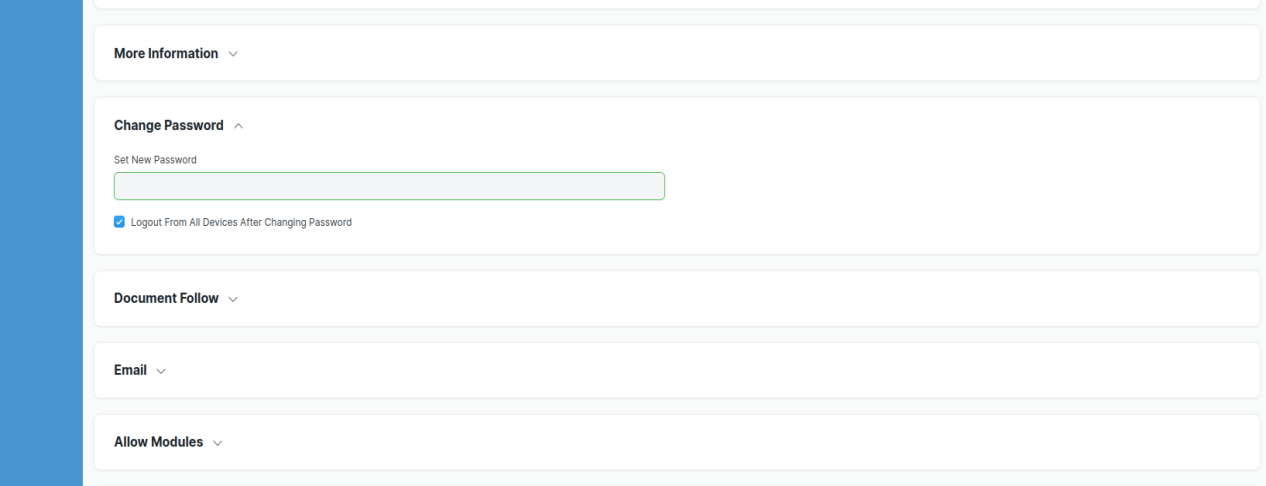 More Information
Change Password
Set New Password
Logout From All Devices After Changing Password
Document Follow
Email
Allow Modules